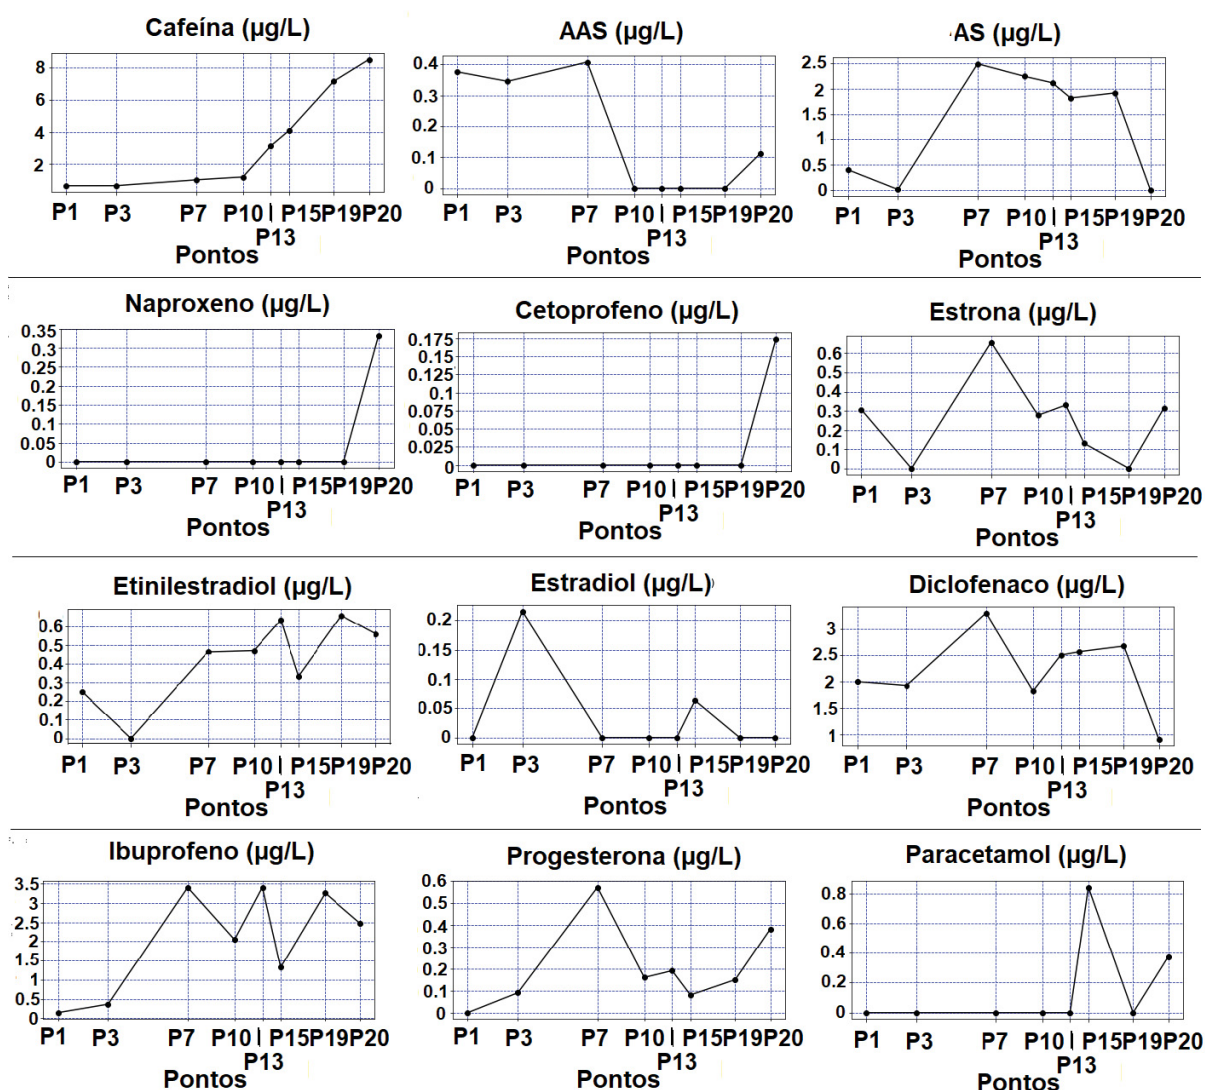 Cafeína (µg/L)
8
6
4
2
P1 P3 P7 P10 P15 P19 P20
P13
Pontos
AAS (µg/L)
0.4
0.3
0.2
0.1
0
P1 P3 P7 P10 P15 P19 P20
P13
Pontos
AS (µg/L)
2.5
2
1.5
1
0.5
0
P1 P3 P7 P10 P15 P19 P20
P13
Pontos
Naproxeno (µg/L)
0.35
0.3
0.25
0.2
0.15
0.1
0.05
0
P1 P3 P7 P10 P15 P19 P20
P13
Pontos
Cetoprofeno (µg/L)
0.175
0.15
0.125
0.1
0.075
0.05
0.025
0
P1 P3 P7 P10 P15 P19 P20
P13
Pontos
Estrona (µg/L)
0.6
0.5
0.4
0.3
0.2
0.1
0
P1 P3 P7 P10 P15 P19 P20
P13
Pontos
Etinilestradiol (µg/L)
0.6
0.5
0.4
0.3
0.2
0.1
0
P1 P3 P7 P10 P15 P19 P20
P13
Pontos
Estradiol (µg/L)
0.2
0.15
0.1
0.05
0
P1 P3 P7 P10 P15 P19 P20
P13
Pontos
Diclofenaco (µg/L)
3
2.5
2
1.5
1
P1 P3 P7 P10 P15 P19 P20
P13
Pontos
Ibuprofeno (µg/L)
3.5
3
2.5
2
1.5
1
0.5
0
P1 P3 P7 P10 P15 P19 P20
P13
Pontos
Progesterona (µg/L)
0.6
0.5
0.4
0.3
0.2
0.1
0
P1 P3 P7 P10 P15 P19 P20
P13
Pontos
Paracetamol (µg/L)
0.8
0.6
0.4
0.2
0
P1 P3 P7 P10 P15 P19 P20
P13
Pontos